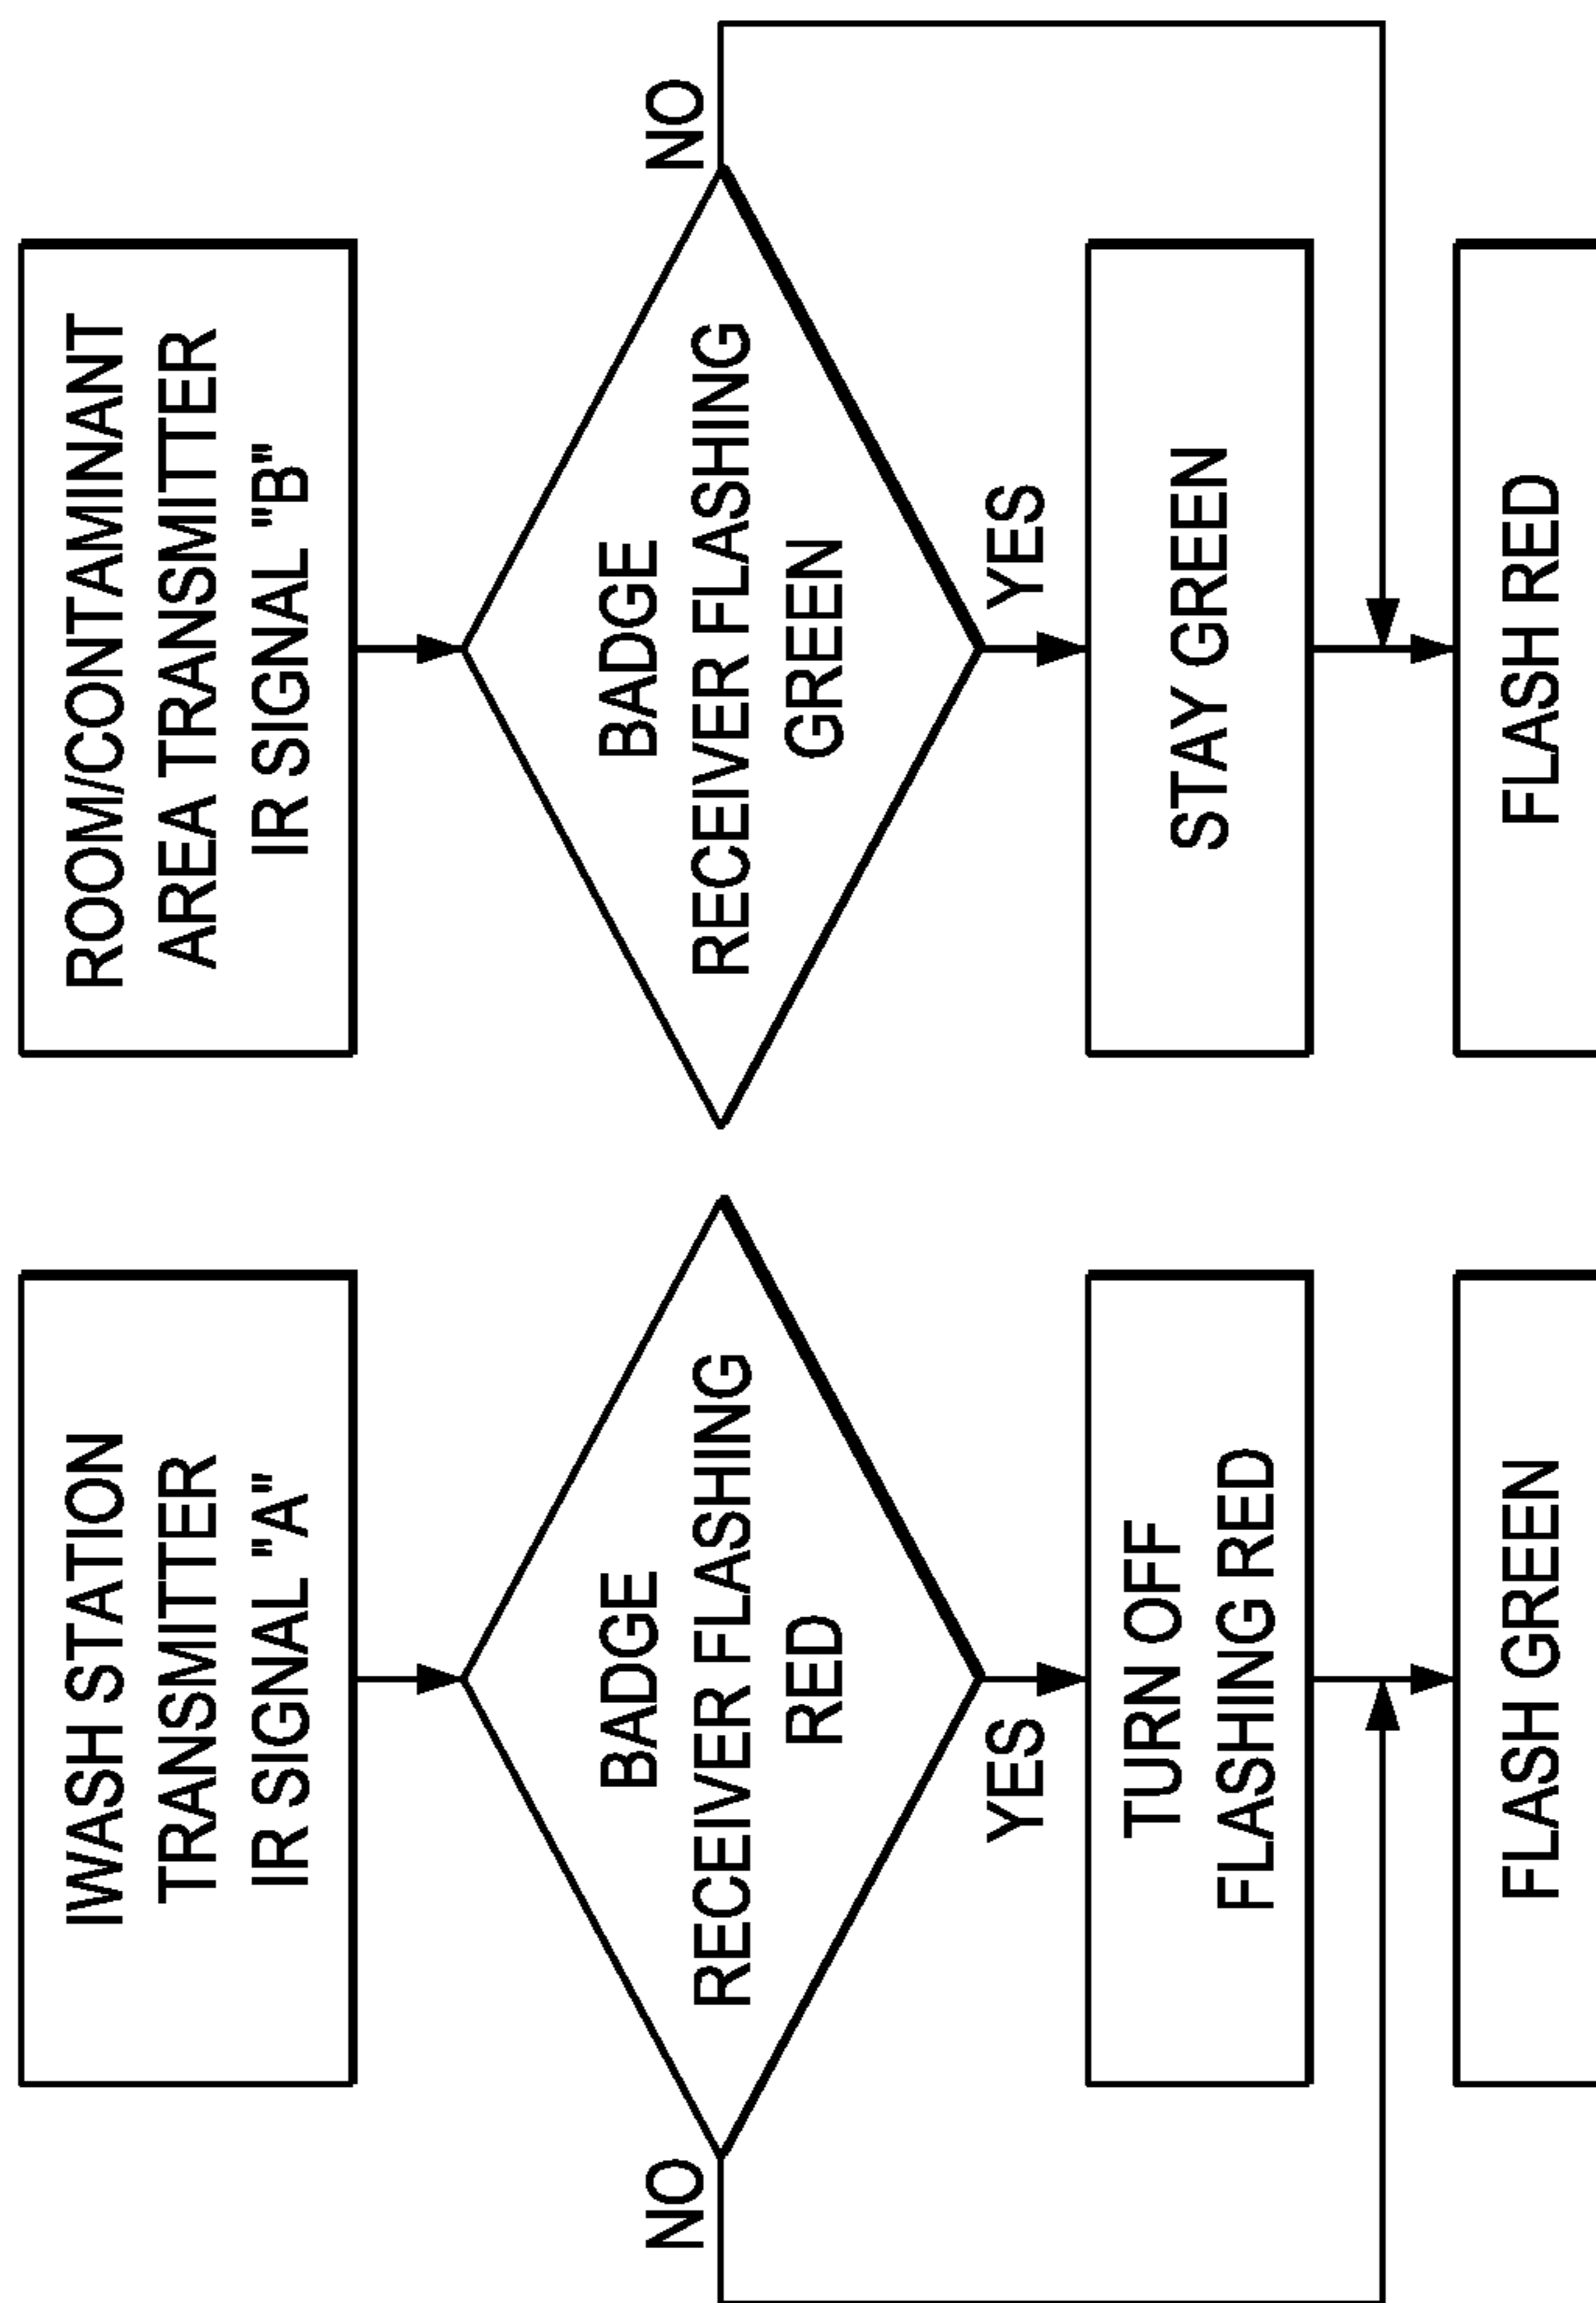 IWASH STATION
TRANSMITTER
IR SIGNAL "A"
BADGE
RECEIVER FLASHING
RED
NO
YES
TURN OFF
FLASHING RED
FLASH GREEN
ROOM/CONTAMINANT
AREA TRANSMITTER
IR SIGNAL "B"
BADGE
RECEIVER FLASHING
GREEN
NO
YES
STAY GREEN
FLASH RED